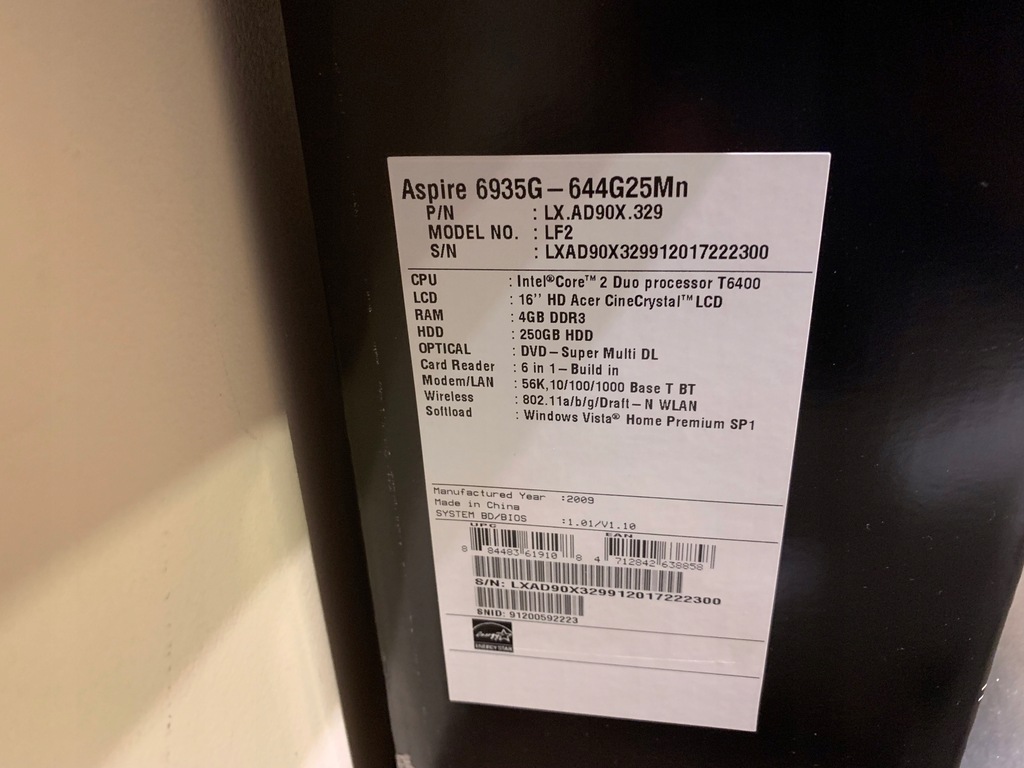 Aspire 6935G-644G25Mn
P/N : LX.AD90X.329
MODEL NO. : LF2
S/N : LXAD90X329912017222300
CPU : Intel®Core™ 2 Duo processor T6400
LCD : 16'' HD Acer CineCrystal™ LCD
RAM : 4GB DDR3
HDD : 250GB HDD
OPTICAL : DVD-Super Multi DL
Card Reader : 6 in 1-Build in
Modem/LAN : 56K,10/100/1000 Base T BT
Wireless : 802.11a/b/g/Draft-N WLAN
Softload : Windows Vista® Home Premium SP1
Manufactured Year :2009
Made in China
SYSTEM BD/BIOS :1.01/V1.10
UPC EAN
8 84483 61910 8 4 712842 638858
S/N: LXAD90X329912017222300
SNID: 91200592223
energy
ENERGY STAR